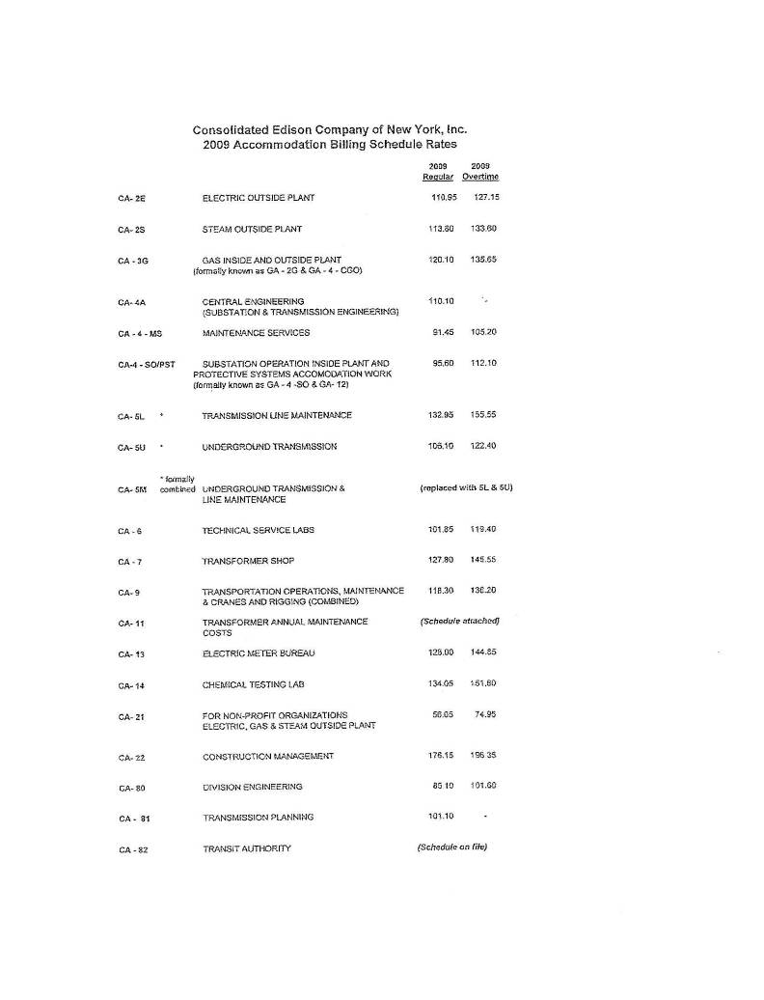 Consolidated Edison Company of New York, Inc.
2009 Accommodation Billing Schedule Rates
2009 2009
Regular Overtime
CA- 2E ELECTRIC OUTSIDE PLANT 110.95 127.15
CA- 2S STEAM OUTSIDE PLANT 113.80 133.60
CA - 3G GAS INSIDE AND OUTSIDE PLANT 120.10 135.65
(formally known as GA - 2G & GA - 4 - CGO)
CA- 4A CENTRAL ENGINEERING 110.10 -
(SUBSTATION & TRANSMISSION ENGINEERING)
CA - 4 - MS MAINTENANCE SERVICES 91.45 105.20
CA-4 - SO/PST SUBSTATION OPERATION INSIDE PLANT AND 95.60 112.10
PROTECTIVE SYSTEMS ACCOMODATION WORK
(formally known as GA - 4 -SO & GA- 12)
CA- 5L * TRANSMISSION LINE MAINTENANCE 132.95 155.55
CA- 5U * UNDERGROUND TRANSMISSION 106.10 122.40
* formally
CA- 5M combined UNDERGROUND TRANSMISSION & (replaced with 5L & 5U)
LINE MAINTENANCE
CA - 6 TECHNICAL SERVICE LABS 101.85 119.40
CA - 7 TRANSFORMER SHOP 127.80 145.55
CA- 9 TRANSPORTATION OPERATIONS, MAINTENANCE 118.30
& CRANES AND RIGGING (COMBINED)
CA- 11 TRANSFORMER ANNUAL MAINTENANCE (Schedule attached)
COSTS
CA- 13 ELECTRIC METER BUREAU 144.85
CA- 14 CHEMICAL TESTING LAB 134.05 151.80
CA- 21 FOR NON-PROFIT ORGANIZATIONS 56.05 74.95
ELECTRIC, GAS & STEAM OUTSIDE PLANT
CA- 22 CONSTRUCTION MANAGEMENT 176.15 196.35
CA- 80 DIVISION ENGINEERING 85.10 101.60
CA - 81 TRANSMISSION PLANNING 101.10 -
CA - 82 TRANSIT AUTHORITY (Schedule on file)